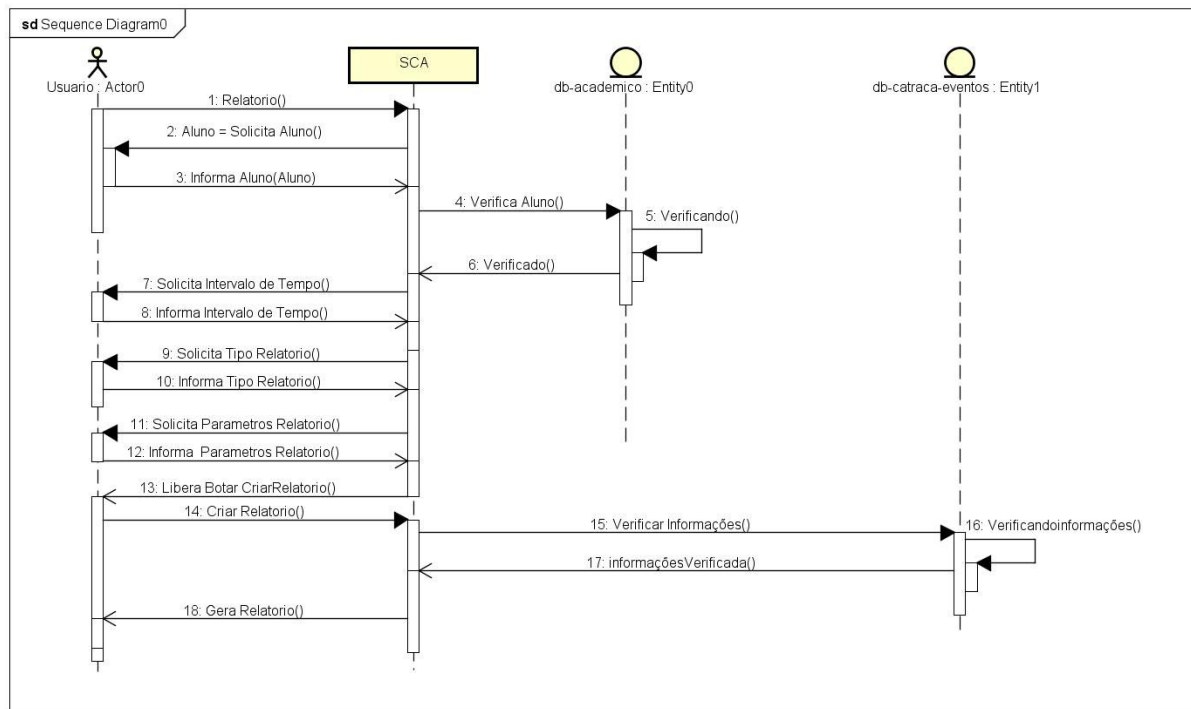 sd Sequence Diagram0
SCA
Usuario : Actor0
db-academico : Entity0
db-catraca-eventos : Entity1
1: Relatorio()
2: Aluno = Solicita Aluno()
3: Informa Aluno(Aluno)
4: Verifica Aluno()
5: Verificando()
6: Verificado()
7: Solicita Intervalo de Tempo()
8: Informa Intervalo de Tempo()
9: Solicita Tipo Relatorio()
10: Informa Tipo Relatorio()
11: Solicita Parametros Relatorio()
12: Informa  Parametros Relatorio()
13: Libera Botar CriarRelatorio()
14: Criar Relatorio()
15: Verificar Informações()
16: Verificandoinformações()
17: informaçõesVerificada()
18: Gera Relatorio()